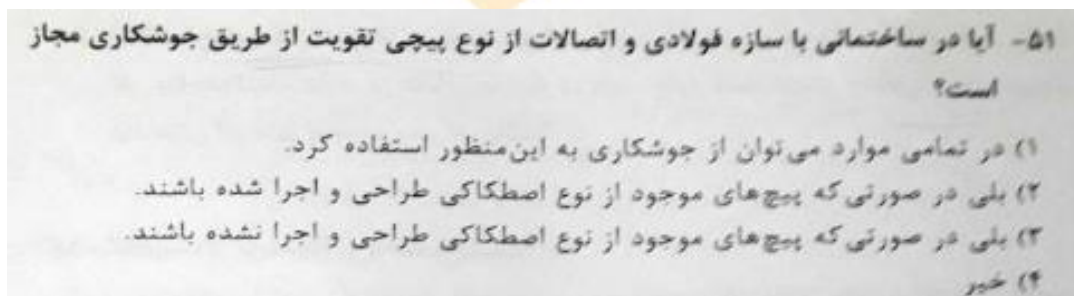 ۵۱- آیا در ساختمانی با سازه فولادی و اتصالات از نوع پیچی تقویت از طریق جوشکاری مجاز
است؟
۱) در تمامی موارد می‌توان از جوشکاری به این‌منظور استفاده کرد.
۲) بلی در صورتی‌که پیچ‌های موجود از نوع اصطکاکی طراحی و اجرا شده باشند.
۳) بلی در صورتی‌که پیچ‌های موجود از نوع اصطکاکی طراحی و اجرا نشده باشند.
۴) خیر